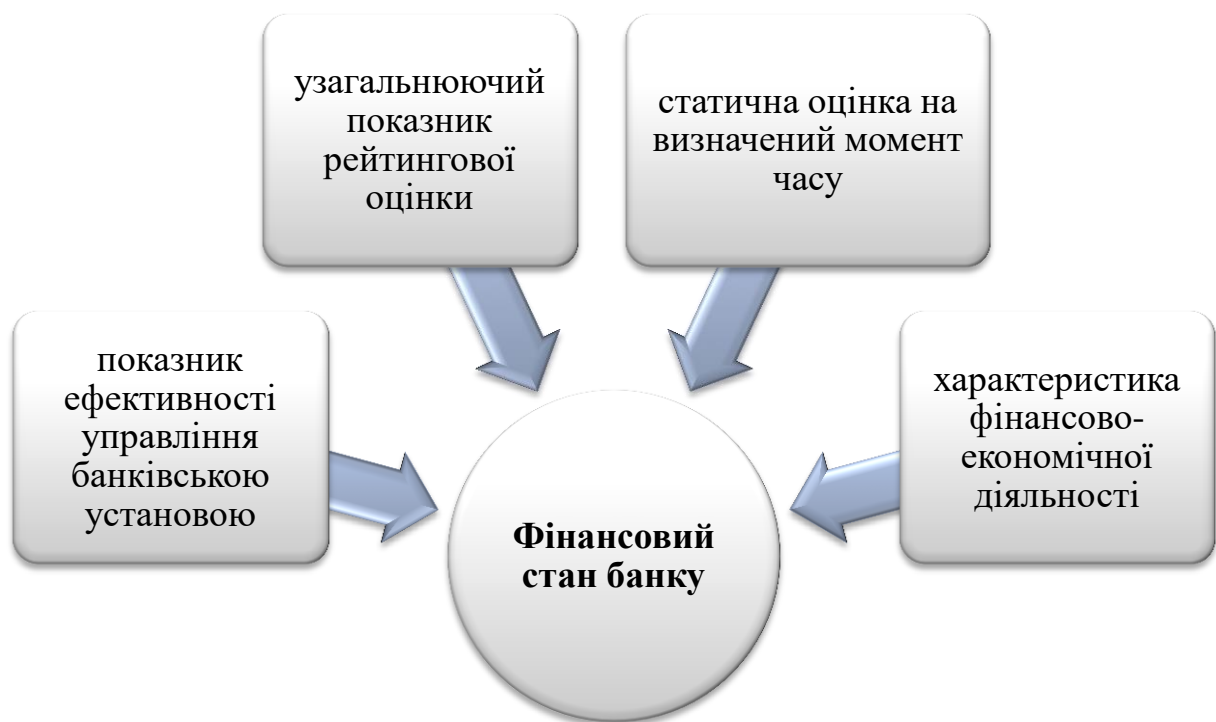 узагальнюючий
показник
рейтингової
оцінки
статична оцінка на
визначений момент
часу
показник
ефективності
управління
банківською
установою
характеристика
фінансово-
економічної
діяльності
Фінансовий
стан банку